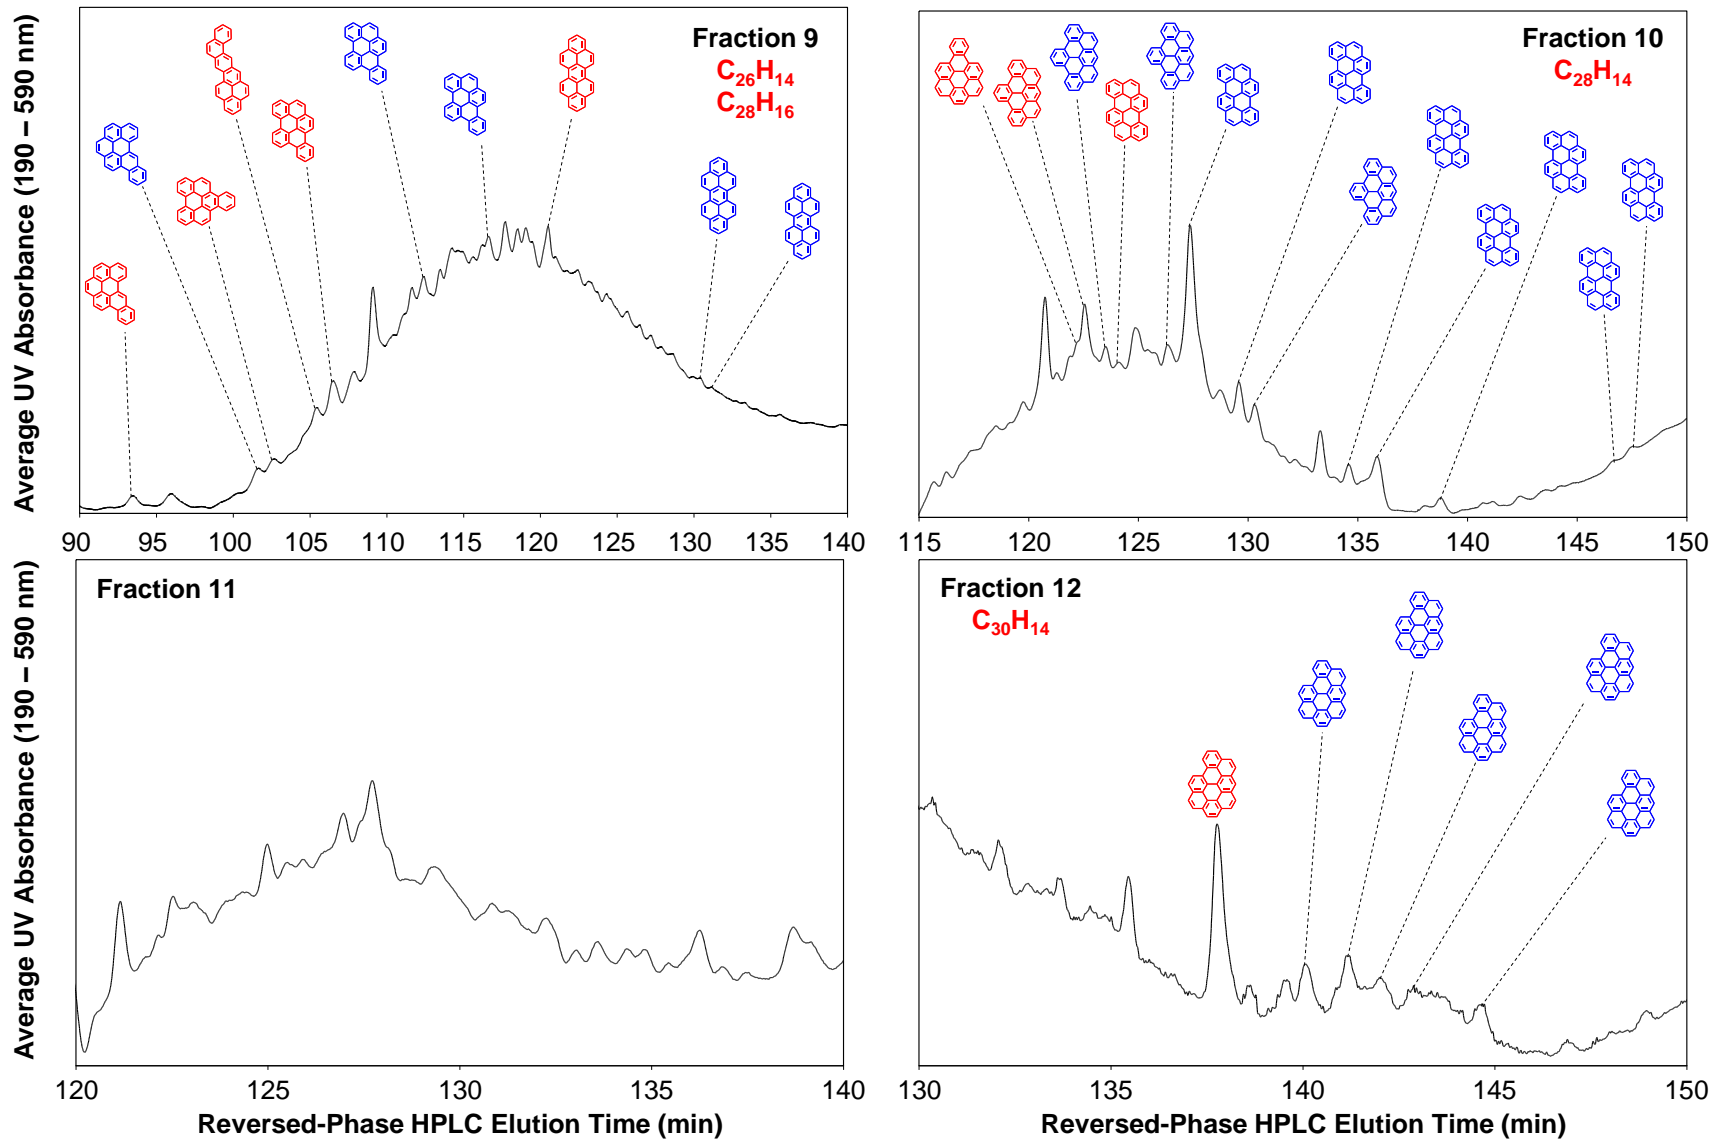 Average UV Absorbance (190 – 590 nm)
Fraction 9
C₂₆H₁₄
C₂₈H₁₆
90 95 100 105 110 115 120 125 130 135 140
Fraction 10
C₂₈H₁₄
115 120 125 130 135 140 145 150
Average UV Absorbance (190 – 590 nm)
Fraction 11
120 125 130 135 140
Reversed-Phase HPLC Elution Time (min)
Fraction 12
C₃₀H₁₄
130 135 140 145 150
Reversed-Phase HPLC Elution Time (min)